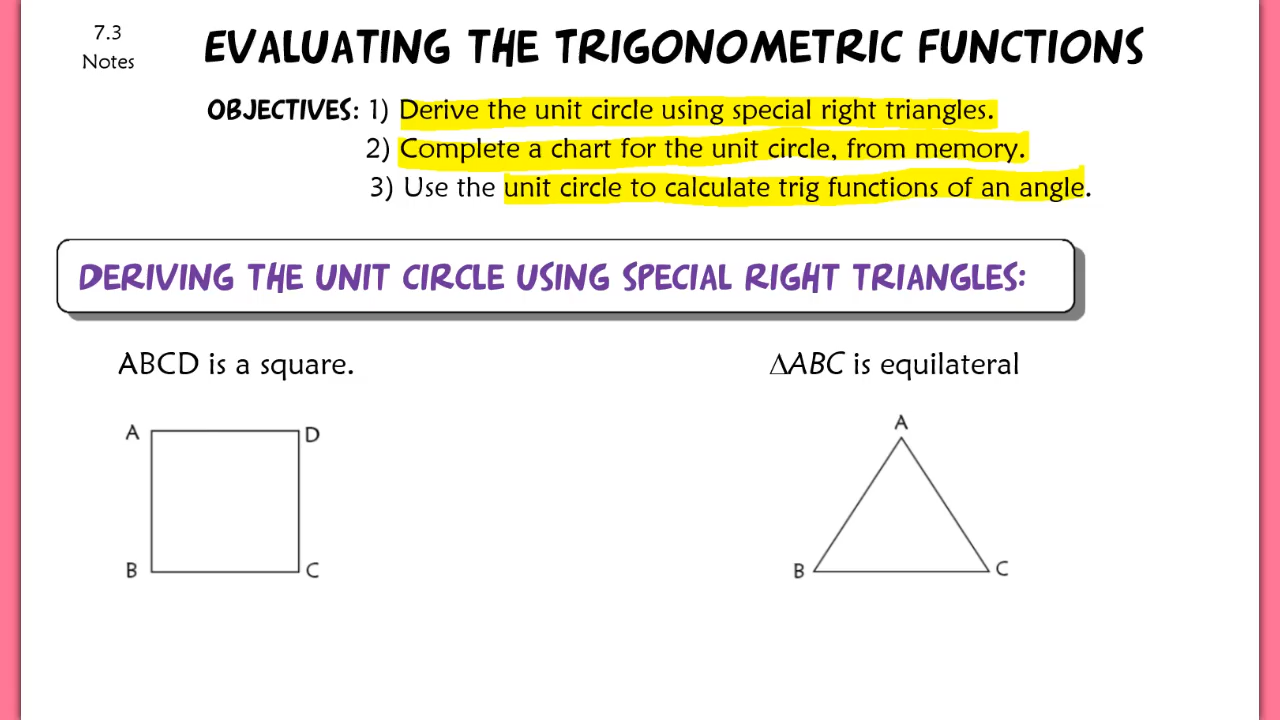 7.3
Notes
EVALUATING THE TRIGONOMETRIC FUNCTIONS
OBJECTIVES: 1) Derive the unit circle using special right triangles.
2) Complete a chart for the unit circle, from memory.
3) Use the unit circle to calculate trig functions of an angle.
DERIVING THE UNIT CIRCLE USING SPECIAL RIGHT TRIANGLES:
ABCD is a square.
∆ABC is equilateral
A
D
B
C
A
B
C